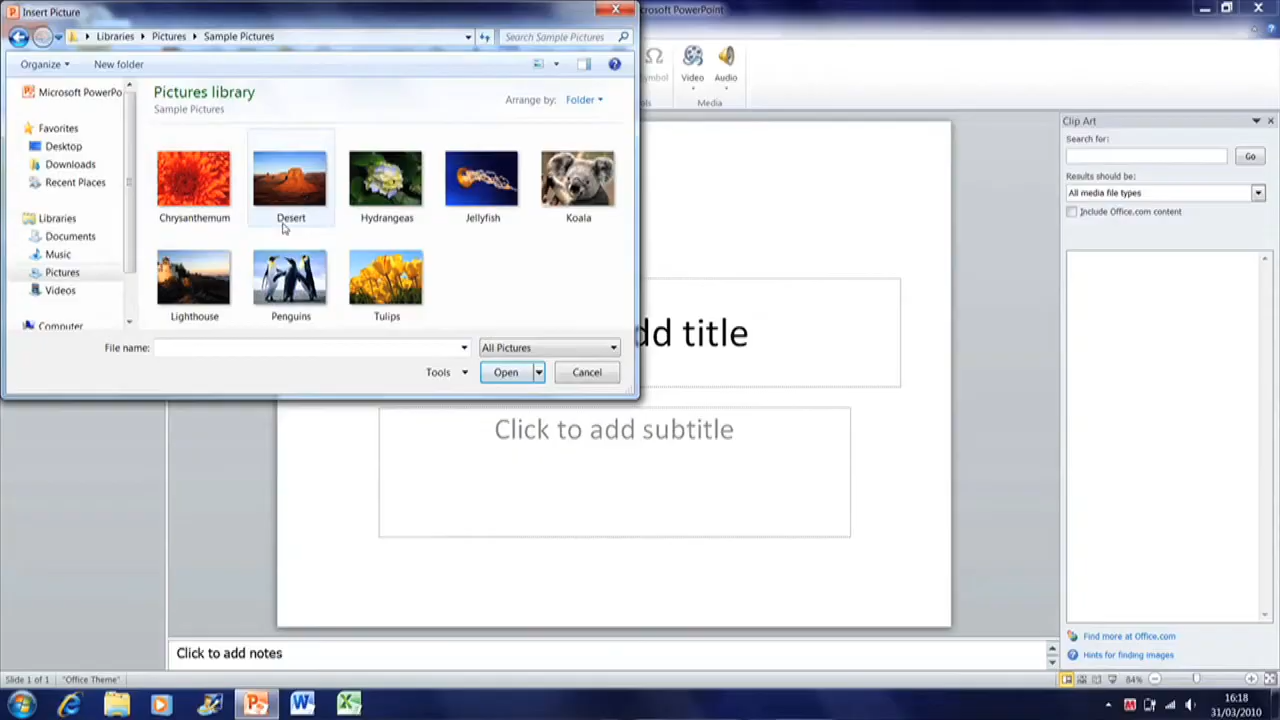 Insert Picture
icrosoft PowerPoint
Libraries Pictures Sample Pictures
Search Sample Pictures
Organize
New folder
ymbol
Video
Audio
ols
Media
Microsoft PowerPo
Favorites
Desktop
Downloads
Recent Places
Libraries
Documents
Music
Pictures
Videos
Computer
Pictures library
Sample Pictures
Arrange by: Folder
Chrysanthemum
Desert
Hydrangeas
Jellyfish
Koala
Lighthouse
Penguins
Tulips
File name:
All Pictures
Tools
Open
Cancel
dd title
Click to add subtitle
Clip Art
Search for:
Go
Results should be:
All media file types
Include Office.com content
Find more at Office.com
Hints for finding images
Click to add notes
Slide 1 of 1
"Office Theme"
84%
16:18
31/03/2010